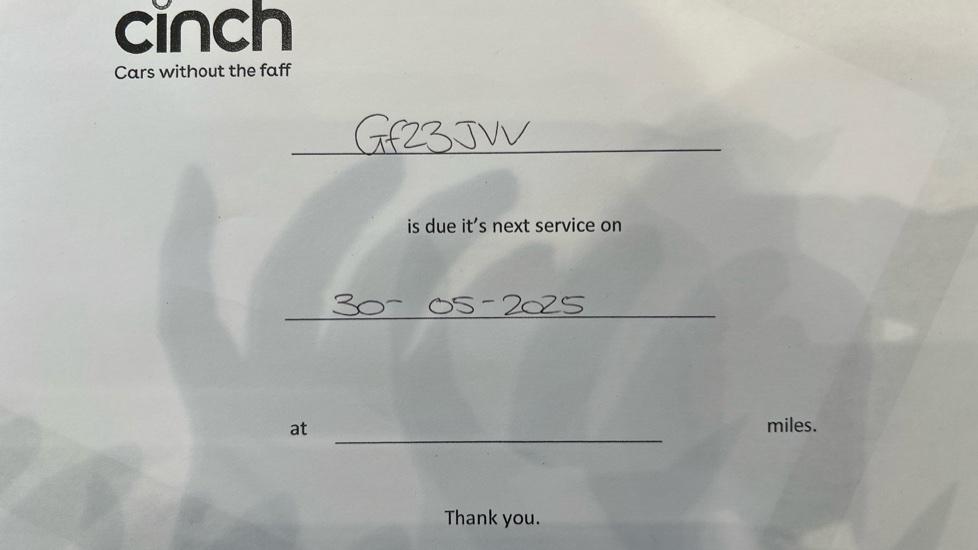 cinch
Cars without the faff
Gf23JVV
is due it's next service on
30- 05-2025
at miles.
Thank you.